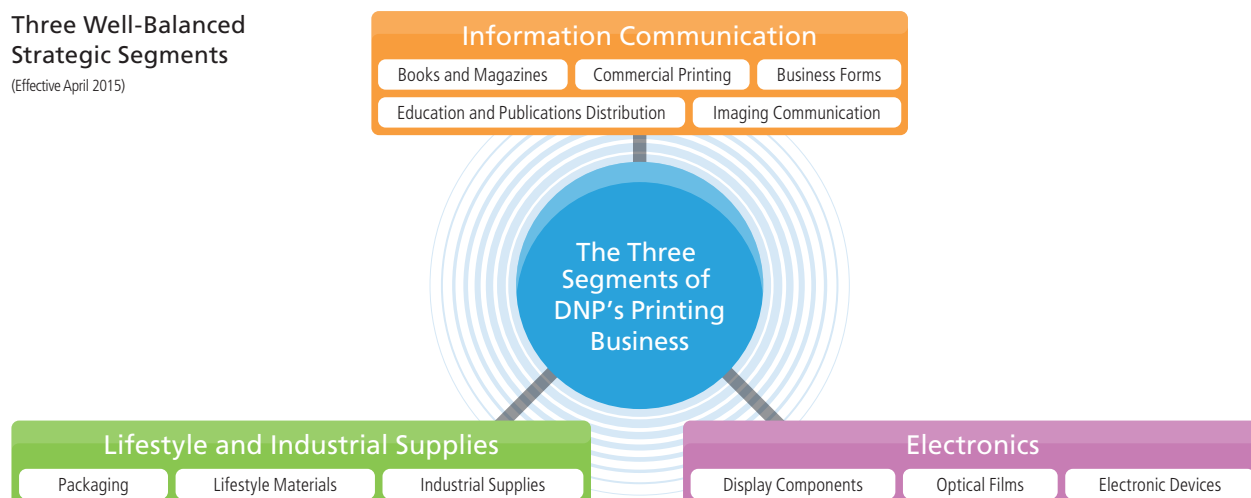 Three Well-Balanced
Strategic Segments
(Effective April 2015)
Information Communication
Books and Magazines
Commercial Printing
Business Forms
Education and Publications Distribution
Imaging Communication
The Three
Segments of
DNP's Printing
Business
Lifestyle and Industrial Supplies
Packaging
Lifestyle Materials
Industrial Supplies
Electronics
Display Components
Optical Films
Electronic Devices